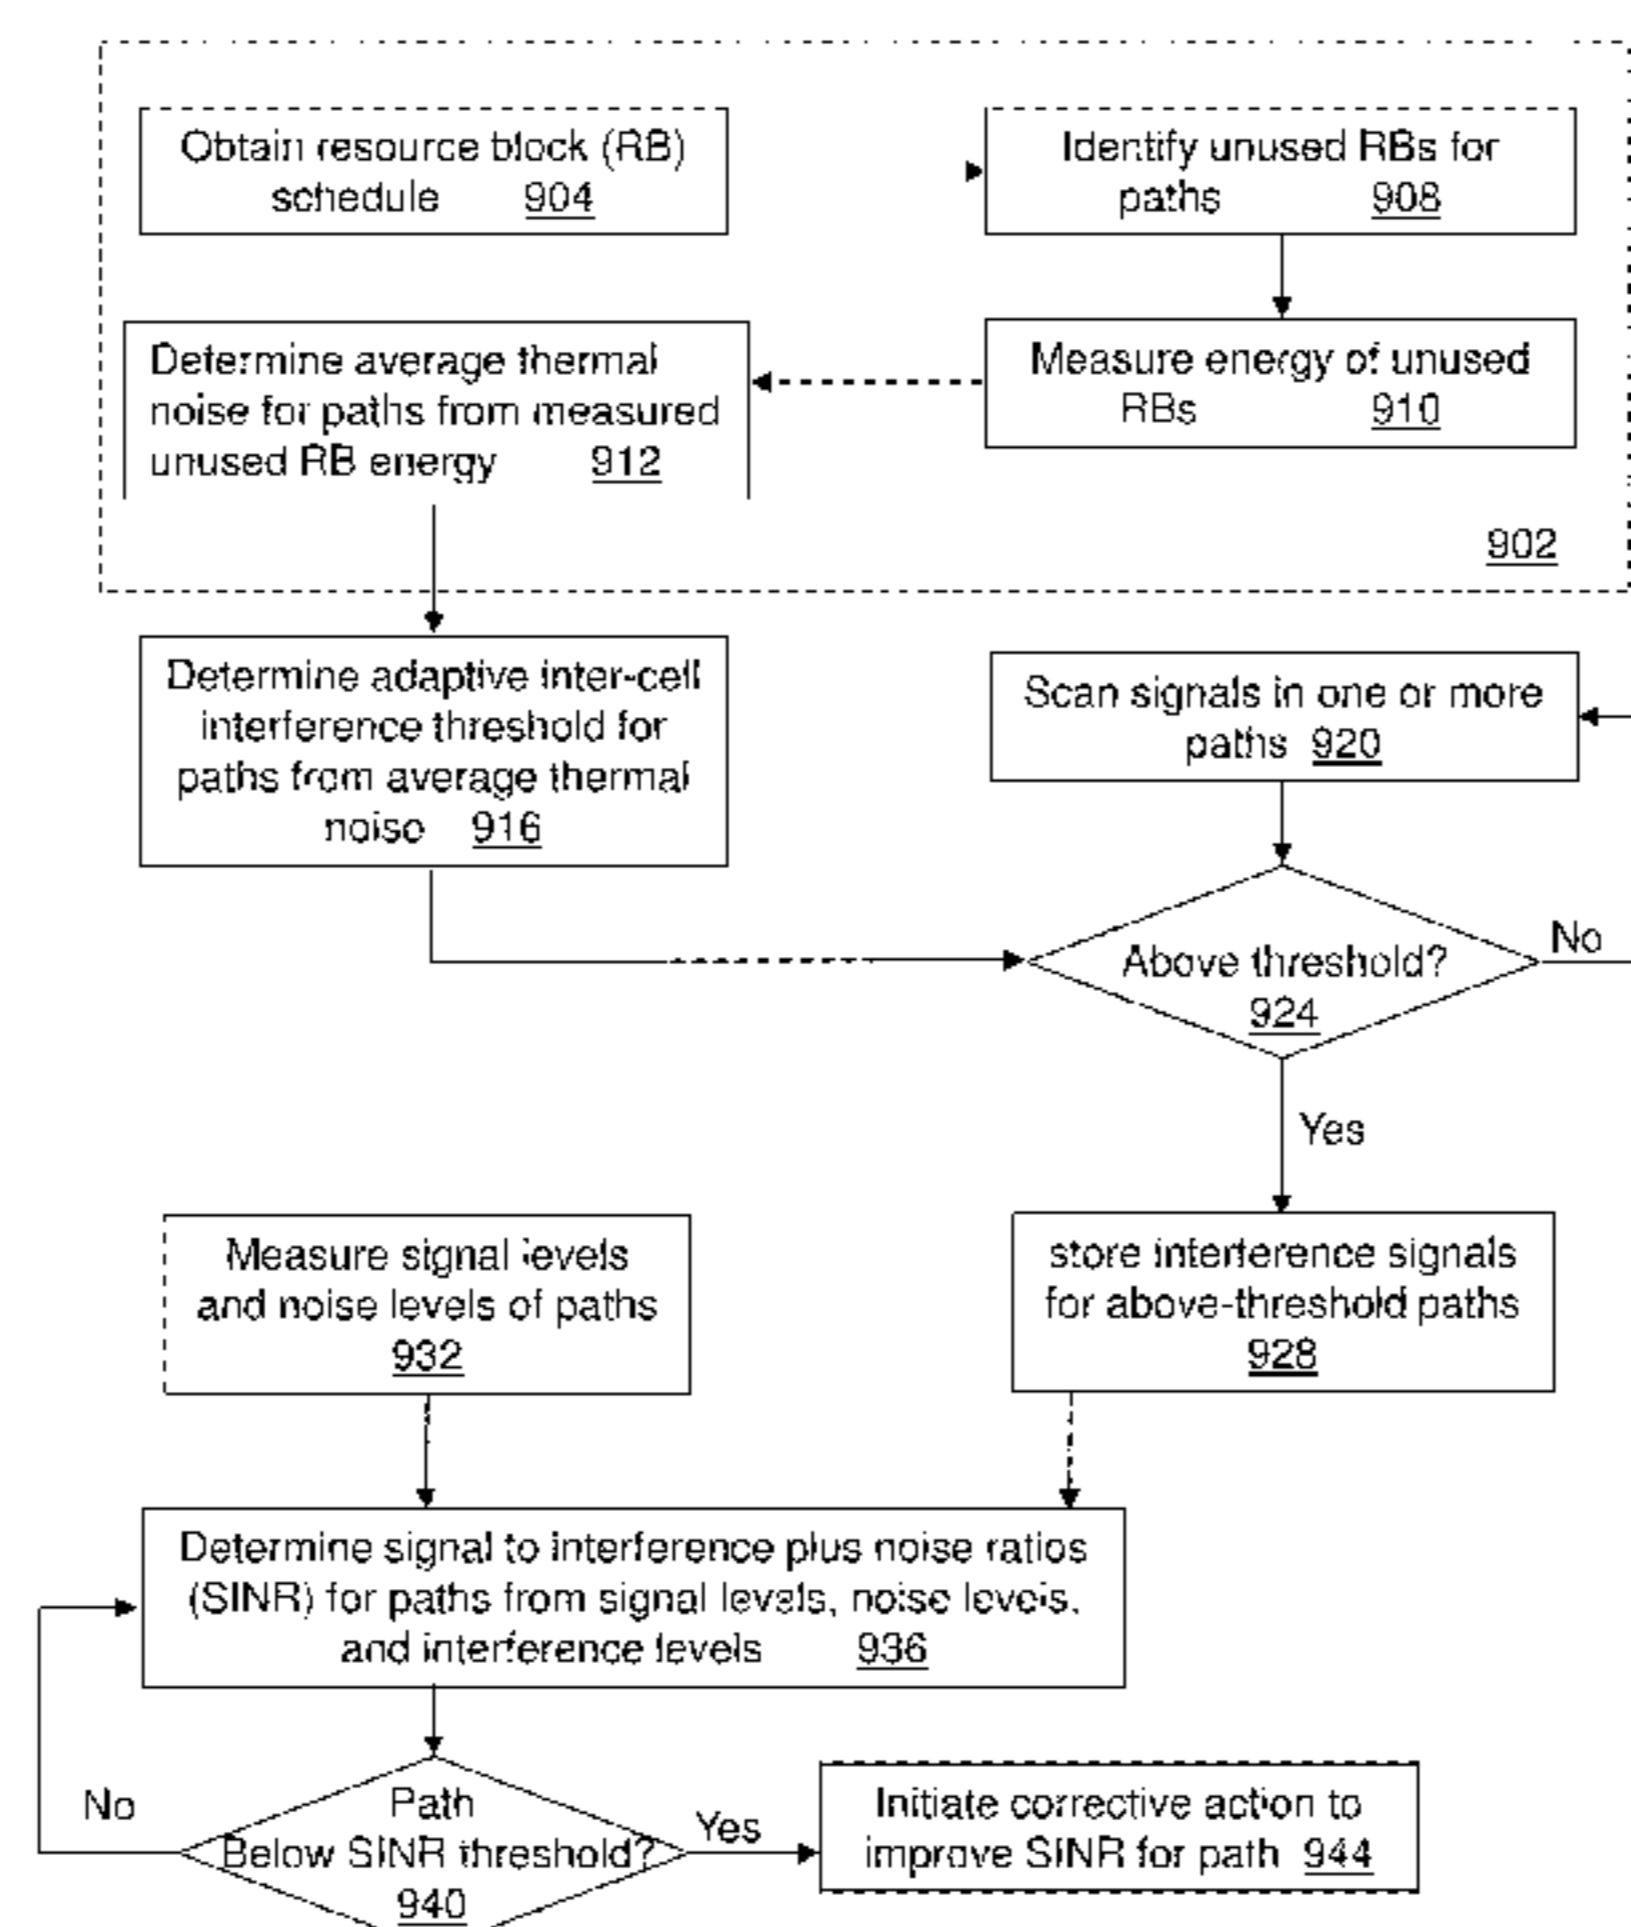 Obtain resource block (RB)
schedule 904
Identify unused RBs for
paths 908
Measure energy of unused
RBs 910
Determine average thermal
noise for paths from measured
unused RB energy 912
902
Determine adaptive inter-cell
interference threshold for
paths from average thermal
noise 916
Scan signals in one or more
paths 920
Above threshold?
924
No
Yes
store interference signals
for above-threshold paths
928
Measure signal levels
and noise levels of paths
932
Determine signal to interference plus noise ratios
(SINR) for paths from signal levels, noise levels,
and interference levels 936
Path
Below SINR threshold?
940
No
Yes
Initiate corrective action to
improve SINR for path 944